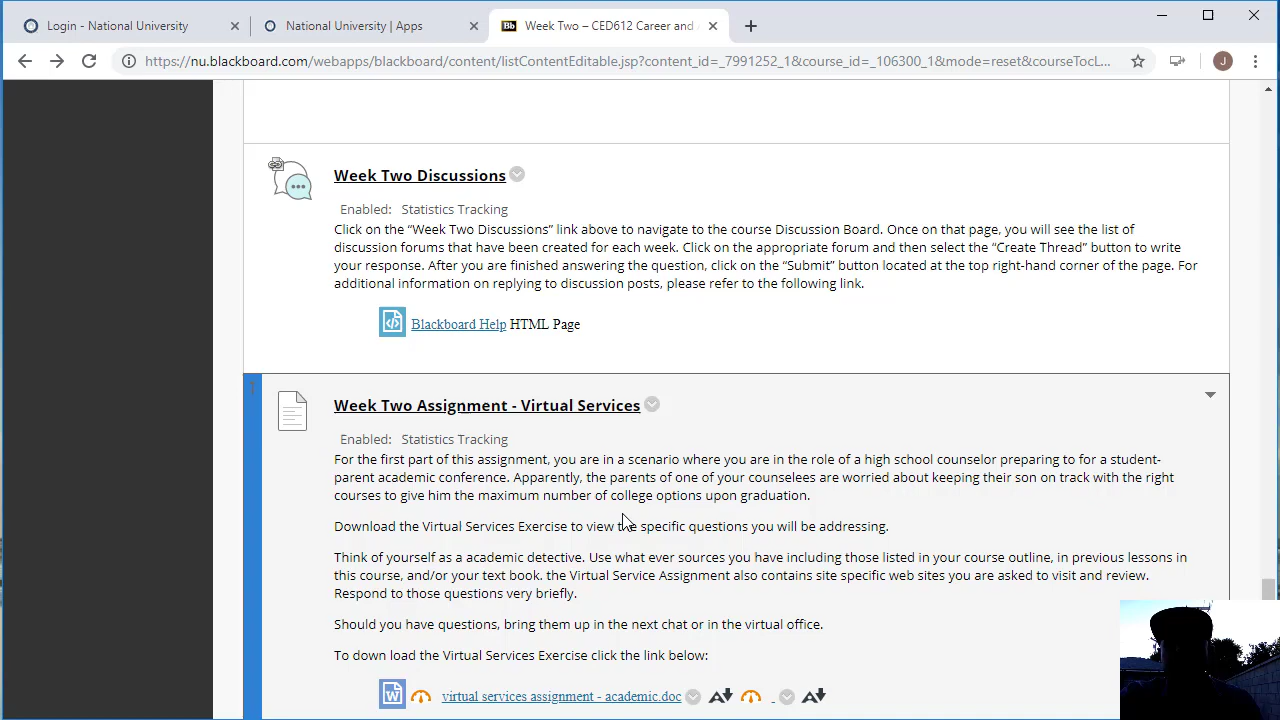 Login - National University
National University | Apps
Bb Week Two – CED612 Career and
https://nu.blackboard.com/webapps/blackboard/content/listContentEditable.jsp?content_id=_7991252_1&course_id=_106300_1&mode=reset&courseTocL...
J
Week Two Discussions
Enabled: Statistics Tracking
Click on the “Week Two Discussions” link above to navigate to the course Discussion Board. Once on that page, you will see the list of
discussion forums that have been created for each week. Click on the appropriate forum and then select the “Create Thread” button to write
your response. After you are finished answering the question, click on the “Submit” button located at the top right-hand corner of the page. For
additional information on replying to discussion posts, please refer to the following link.
Blackboard Help HTML Page
Week Two Assignment - Virtual Services
Enabled: Statistics Tracking
For the first part of this assignment, you are in a scenario where you are in the role of a high school counselor preparing to for a student-
parent academic conference. Apparently, the parents of one of your counselees are worried about keeping their son on track with the right
courses to give him the maximum number of college options upon graduation.
Download the Virtual Services Exercise to view the specific questions you will be addressing.
Think of yourself as a academic detective. Use what ever sources you have including those listed in your course outline, in previous lessons in
this course, and/or your text book. the Virtual Service Assignment also contains site specific web sites you are asked to visit and review.
Respond to those questions very briefly.
Should you have questions, bring them up in the next chat or in the virtual office.
To down load the Virtual Services Exercise click the link below:
W virtual services assignment - academic.doc A A